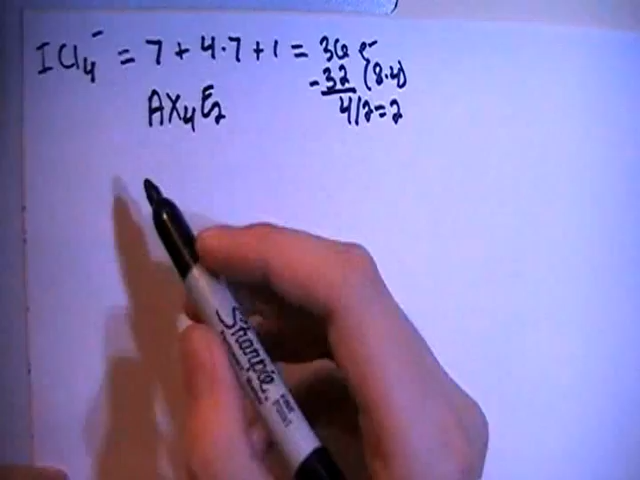 ICl₄⁻ = 7 + 4·7 + 1 = 36 e⁻
-32 (8·4)
AX₄E₂ 4/2=2
Sharpie